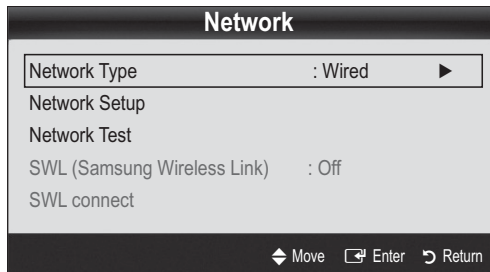 Network
Network Type : Wired ▶
Network Setup
Network Test
SWL (Samsung Wireless Link) : Off
SWL connect
Move Enter Return